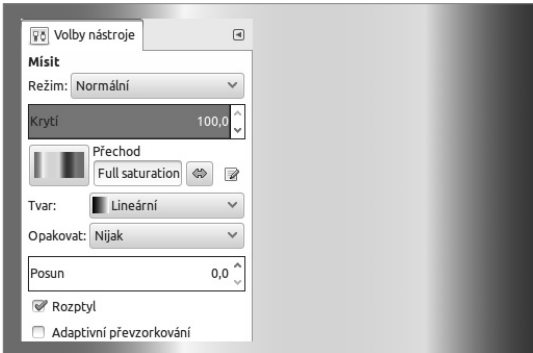 Volby nástroje
Mísit
Režim: Normální
Krytí 100,0
Přechod
Full saturation
Tvar: Lineární
Opakovat: Nijak
Posun 0,0
Rozptyl
Adaptivní převzorkování